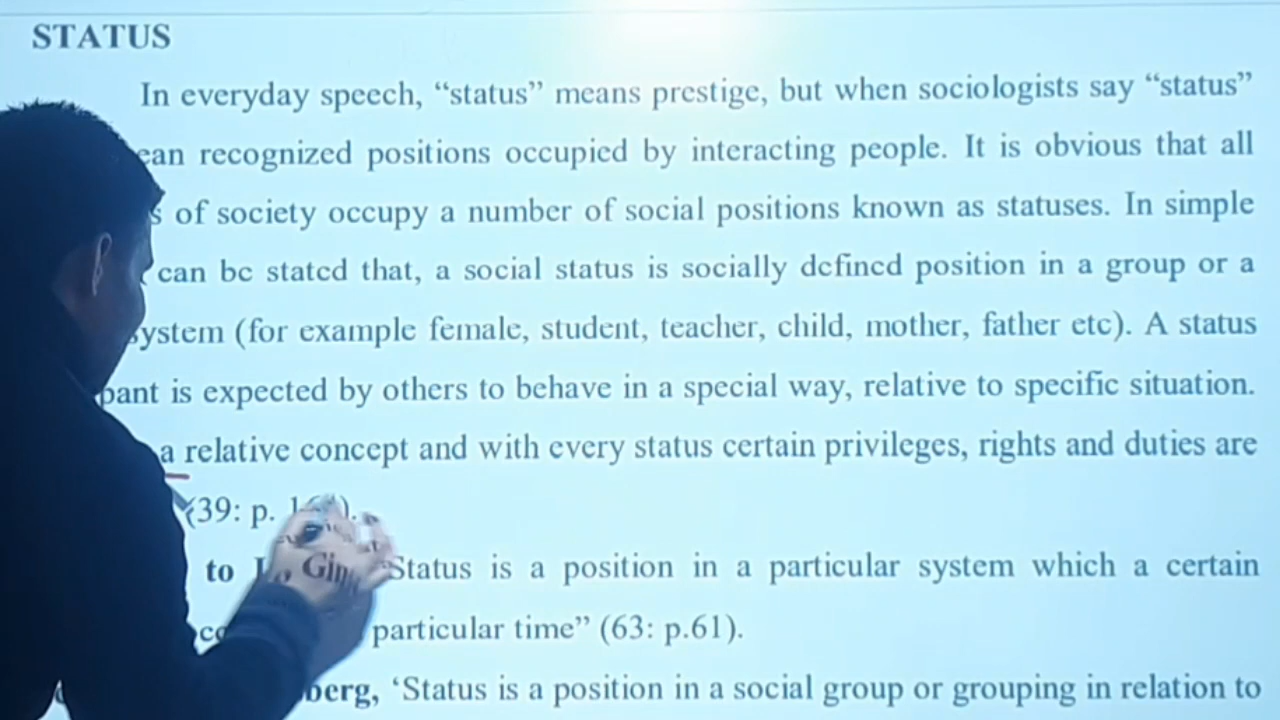 STATUS
In everyday speech, “status” means prestige, but when sociologists say “status”
recognized positions occupied by interacting people. It is obvious that all
of society occupy a number of social positions known as statuses. In simple
can be stated that, a social status is socially defined position in a group or a
(for example female, student, teacher, child, mother, father etc). A status
is expected by others to behave in a special way, relative to specific situation.
a relative concept and with every status certain privileges, rights and duties are
(39: p.
to Status is a position in a particular system which a certain
particular time” (63: p.61).
‘Status is a position in a social group or grouping in relation to